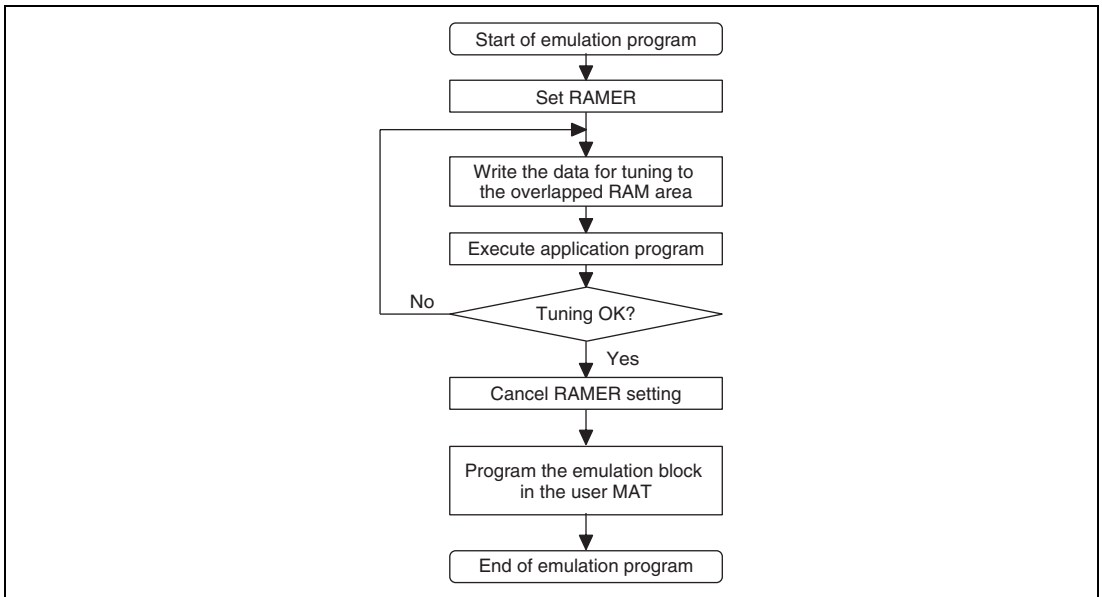 Start of emulation program
Set RAMER
Write the data for tuning to
the overlapped RAM area
Execute application program
No
Tuning OK?
Yes
Cancel RAMER setting
Program the emulation block
in the user MAT
End of emulation program